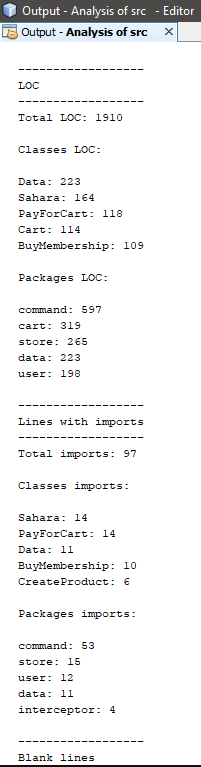 Output - Analysis of src - Editor
Output - Analysis of src ×
------------------
LOC
------------------
Total LOC: 1910
Classes LOC:
Data: 223
Sahara: 164
PayForCart: 118
Cart: 114
BuyMembership: 109
Packages LOC:
command: 597
cart: 319
store: 265
data: 223
user: 198
------------------
Lines with imports
------------------
Total imports: 97
Classes imports:
Sahara: 14
PayForCart: 14
Data: 11
BuyMembership: 10
CreateProduct: 6
Packages imports:
command: 53
store: 15
user: 12
data: 11
interceptor: 4
------------------
Blank lines